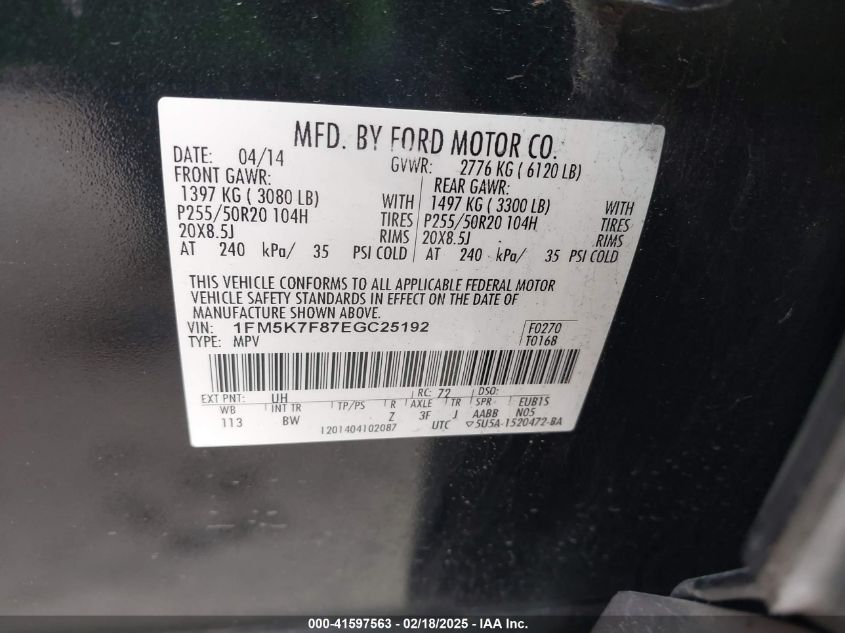 MFD. BY FORD MOTOR CO.
DATE: 04/14 GVWR: 2776 KG ( 6120 LB)
FRONT GAWR: REAR GAWR:
1397 KG ( 3080 LB) WITH 1497 KG ( 3300 LB) WITH
P255/50R20 104H TIRES P255/50R20 104H TIRES
20X8.5J RIMS 20X8.5J RIMS
AT 240 kPa/ 35 PSI COLD AT 240 kPa/ 35 PSI COLD
THIS VEHICLE CONFORMS TO ALL APPLICABLE FEDERAL MOTOR
VEHICLE SAFETY STANDARDS IN EFFECT ON THE DATE OF
MANUFACTURE SHOWN ABOVE.
VIN: 1FM5K7F87EGC25192 F0270
TYPE: MPV T0168
EXT PNT: UH RC: 72 DSO:
WB INT TR TP/PS R AXLE TR SPR EUB1S
113 BW Z 3F J AABB N05
1201404102087 UTC ▽5U5A-1520472-BA
000-41597563 - 02/18/2025 - IAA Inc.